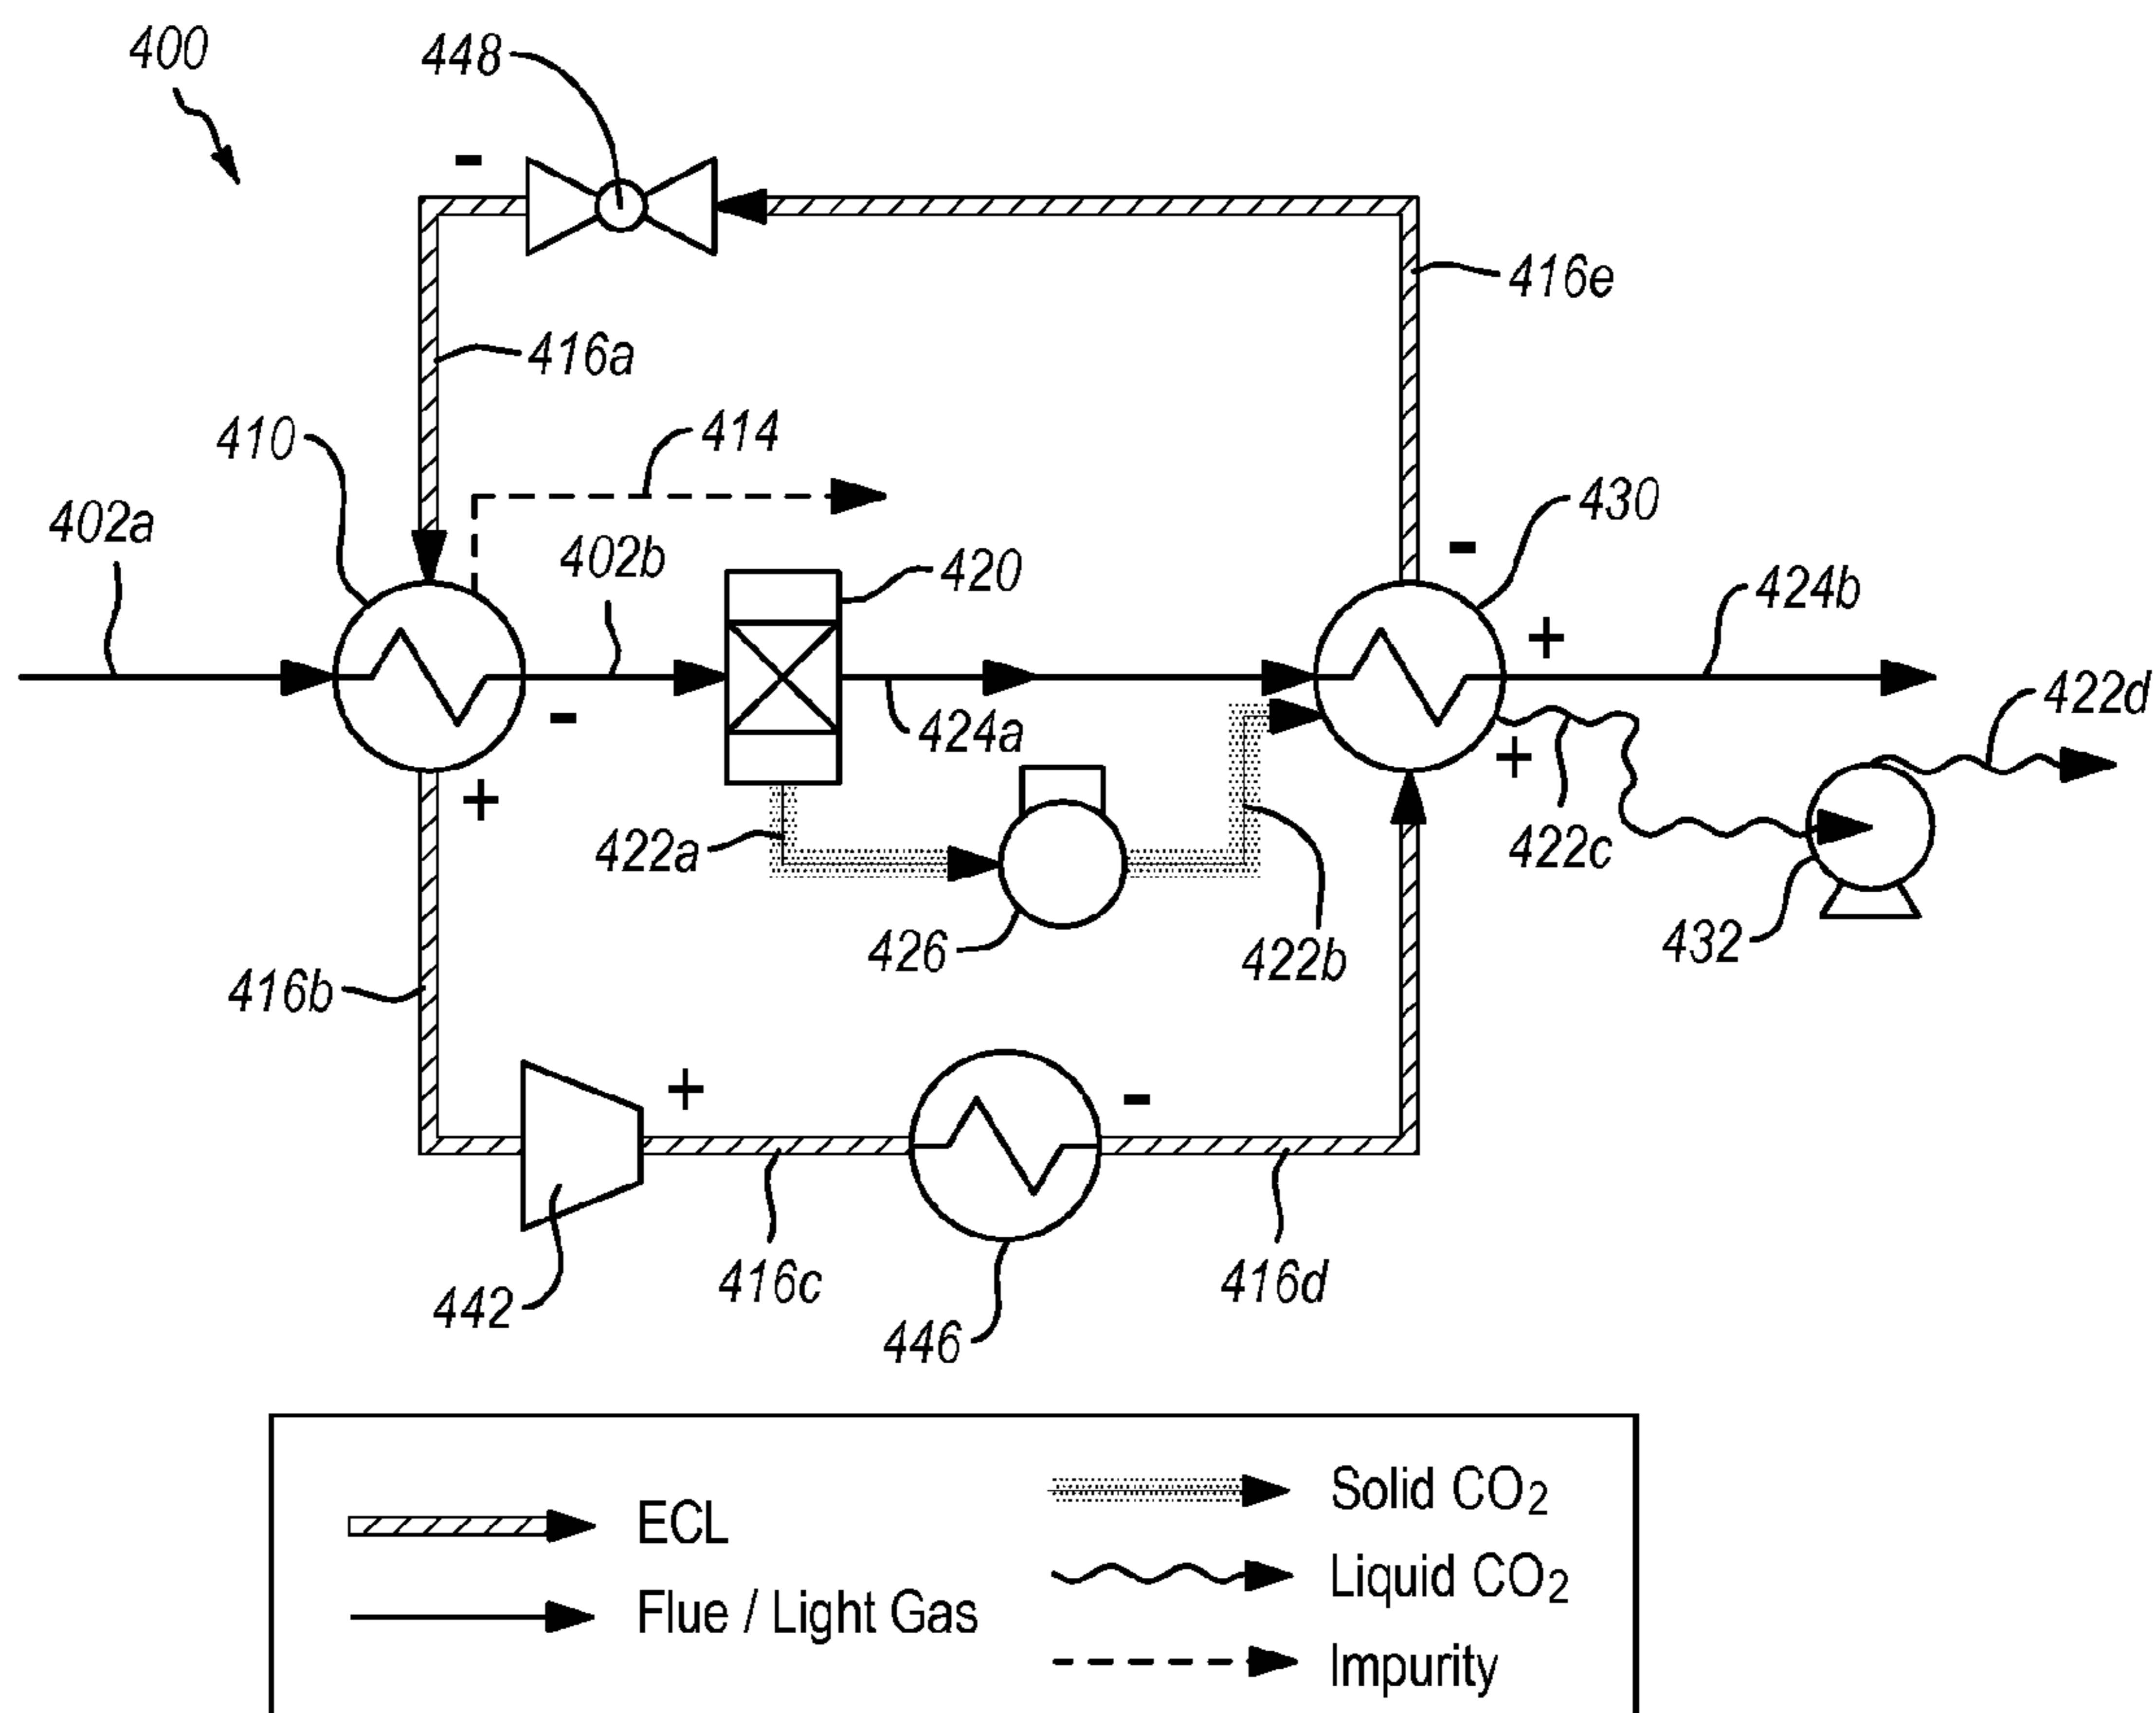 400
448
-
416e
416a
410
414
430
402a
402b
420
-
+
424b
422d
-
424a
+
+
422a
422c
426
422b
432
416b
+
-
416c
416d
442
446
ECL
Flue / Light Gas
Solid CO₂
Liquid CO₂
Impurity